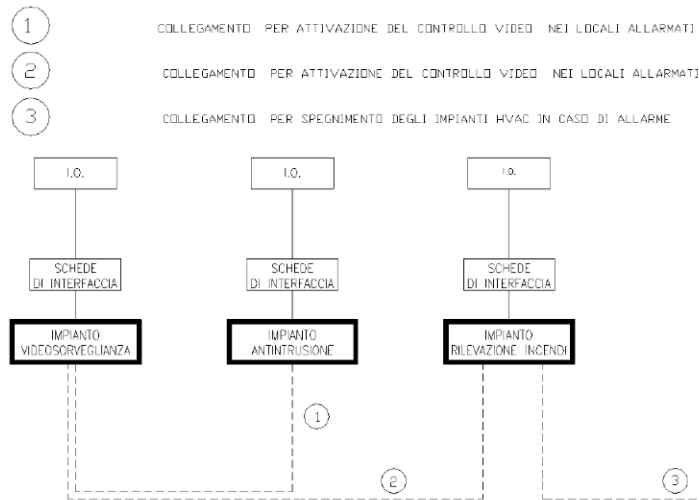 1 COLLEGAMENTO PER ATTIVAZIONE DEL CONTROLLO VIDEO NEI LOCALI ALLARMATI
2 COLLEGAMENTO PER ATTIVAZIONE DEL CONTROLLO VIDEO NEI LOCALI ALLARMATI
3 COLLEGAMENTO PER SPEGNIMENTO DEGLI IMPIANTI HVAC IN CASO DI ALLARME
I.O.
I.O.
I.O.
SCHEDE
DI INTERFACCIA
SCHEDE
DI INTERFACCIA
SCHEDE
DI INTERFACCIA
IMPIANTO
VIDEOSORVEGLIANZA
IMPIANTO
ANTINTRUSIONE
IMPIANTO
RILEVAZIONE INCENDI
1
2
3